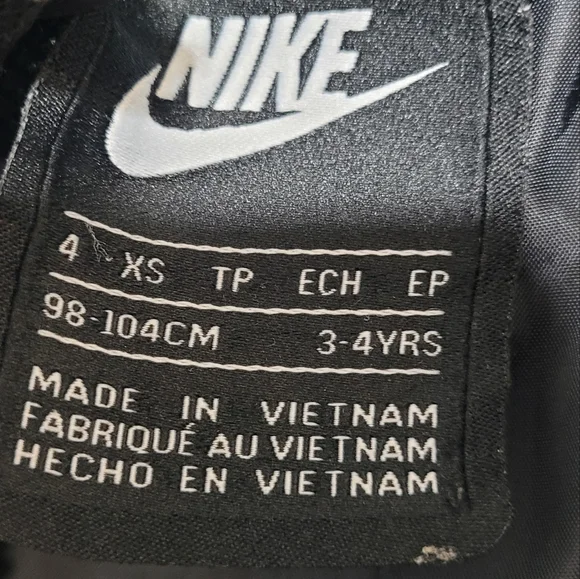 NIKE
4 XS TP ECH EP
98-104CM 3-4YRS
MADE IN VIETNAM
FABRIQUÉ AU VIETNAM
HECHO EN VIETNAM